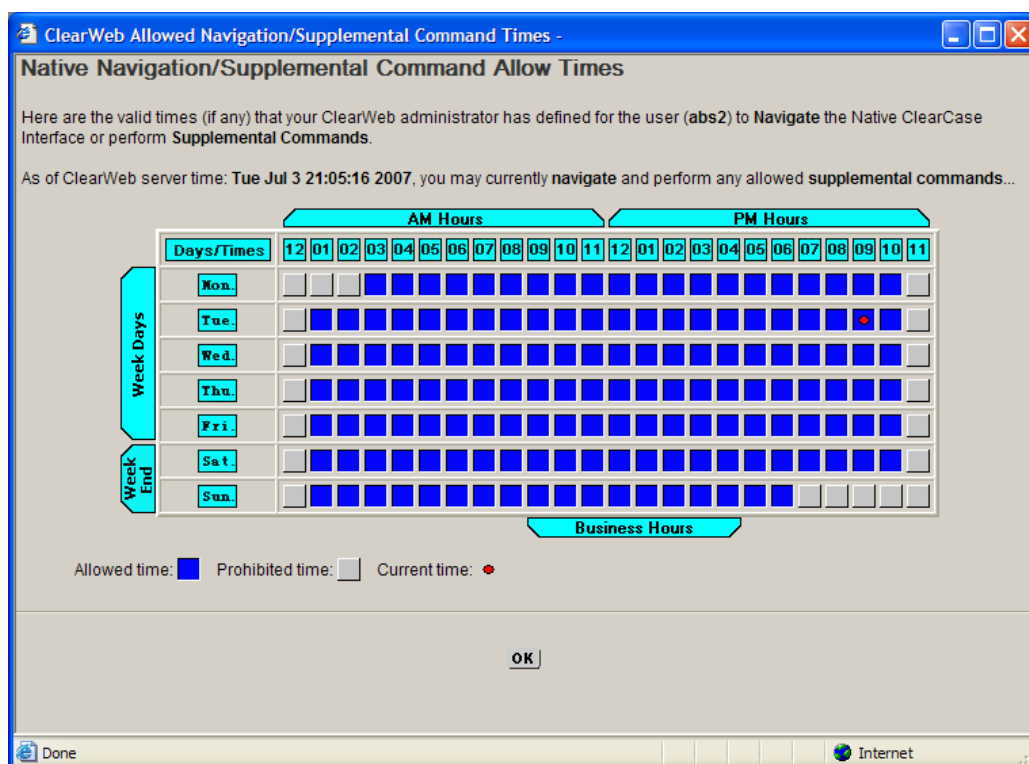 ClearWeb Allowed Navigation/Supplemental Command Times -
Native Navigation/Supplemental Command Allow Times
Here are the valid times (if any) that your ClearWeb administrator has defined for the user (abs2) to Navigate the Native ClearCase
Interface or perform Supplemental Commands.
As of ClearWeb server time: Tue Jul 3 21:05:16 2007, you may currently navigate and perform any allowed supplemental commands...
AM Hours PM Hours
Days/Times 12 01 02 03 04 05 06 07 08 09 10 11 12 01 02 03 04 05 06 07 08 09 10 11
Week Days
Mon.
Tue.
Wed.
Thu.
Fri.
Week
End
Sat.
Sun.
Business Hours
Allowed time: Prohibited time: Current time:
OK
Done Internet